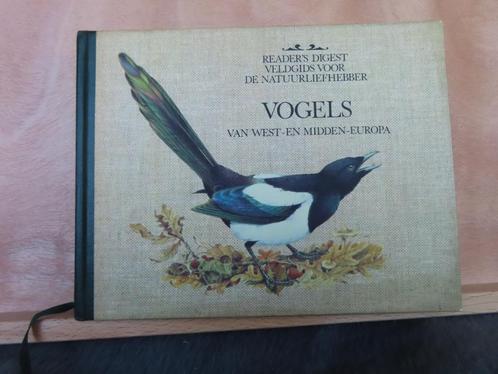 READER'S DIGEST
VELDGIDS VOOR
DE NATUURLIEFHEBBER
VOGELS
VAN WEST-EN MIDDEN-EUROPA